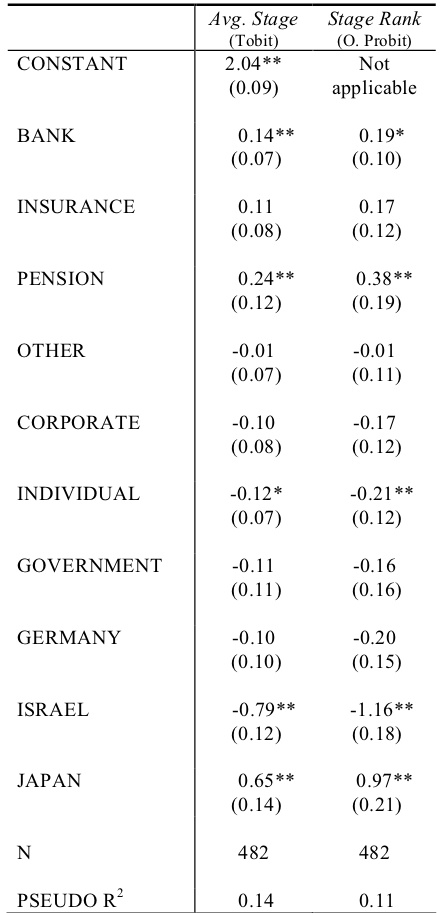 Avg. Stage Stage Rank
(Tobit) (O. Probit)
CONSTANT 2.04** Not
(0.09) applicable
BANK 0.14** 0.19*
(0.07) (0.10)
INSURANCE 0.11 0.17
(0.08) (0.12)
PENSION 0.24** 0.38**
(0.12) (0.19)
OTHER -0.01 -0.01
(0.07) (0.11)
CORPORATE -0.10 -0.17
(0.08) (0.12)
INDIVIDUAL -0.12* -0.21**
(0.07) (0.12)
GOVERNMENT -0.11 -0.16
(0.11) (0.16)
GERMANY -0.10 -0.20
(0.10) (0.15)
ISRAEL -0.79** -1.16**
(0.12) (0.18)
JAPAN 0.65** 0.97**
(0.14) (0.21)
N 482 482
PSEUDO R² 0.14 0.11